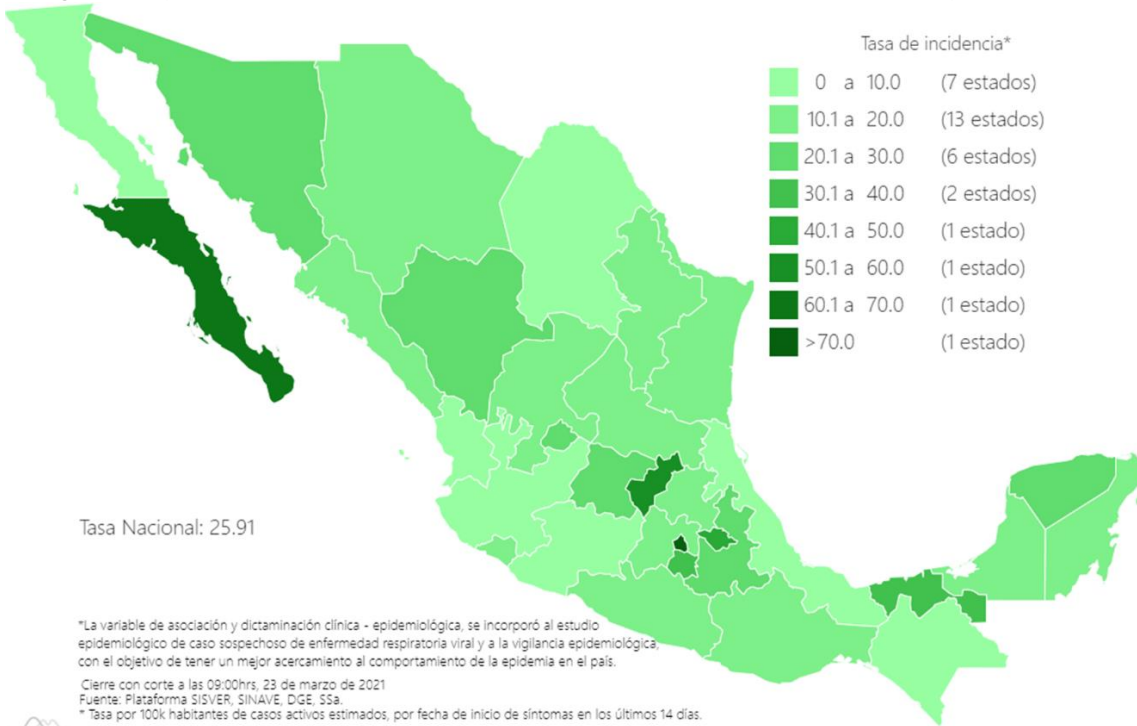 Tasa de incidencia*
0 a 10.0 (7 estados)
10.1 a 20.0 (13 estados)
20.1 a 30.0 (6 estados)
30.1 a 40.0 (2 estados)
40.1 a 50.0 (1 estado)
50.1 a 60.0 (1 estado)
60.1 a 70.0 (1 estado)
>70.0 (1 estado)
Tasa Nacional: 25.91
*La variable de asociación y dictaminación clínica - epidemiológica, se incorporó al estudio
epidemiológico de caso sospechoso de enfermedad respiratoria viral y a la vigilancia epidemiológica,
con el objetivo de tener un mejor acercamiento al comportamiento de la epidemia en el país.
Cierre con corte a las 09:00hrs, 23 de marzo de 2021
Fuente: Plataforma SISVER, SINAVE, DGE, SSa.
* Tasa por 100k habitantes de casos activos estimados, por fecha de inicio de síntomas en los últimos 14 días.